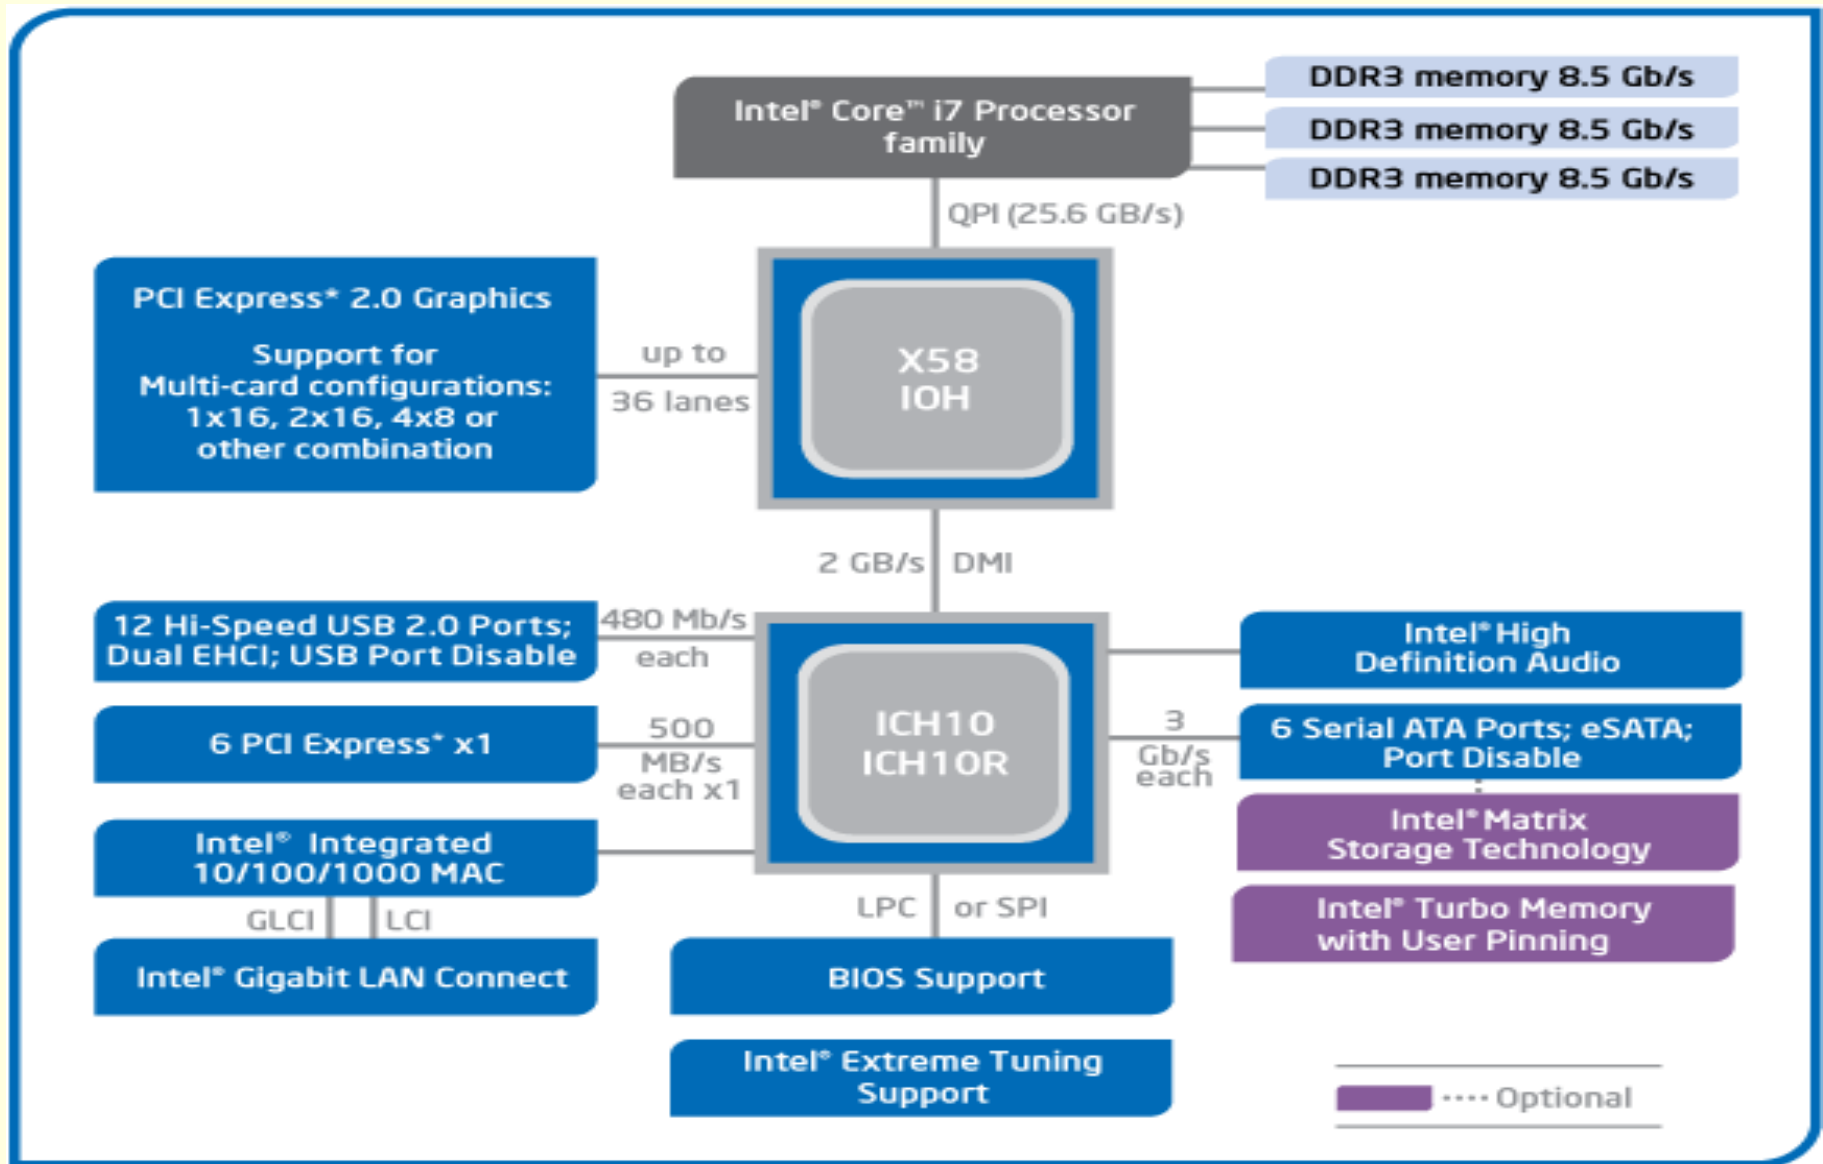 Intel® Core™ i7 Processor
family
DDR3 memory 8.5 Gb/s
DDR3 memory 8.5 Gb/s
DDR3 memory 8.5 Gb/s
QPI (25.6 GB/s)
PCI Express* 2.0 Graphics
Support for
Multi-card configurations:
1x16, 2x16, 4x8 or
other combination
up to
36 lanes
X58
IOH
2 GB/s DMI
12 Hi-Speed USB 2.0 Ports;
Dual EHCI; USB Port Disable
480 Mb/s
each
6 PCI Express* x1
500
MB/s
each x1
Intel® Integrated
10/100/1000 MAC
GLCI LCI
Intel® Gigabit LAN Connect
ICH10
ICH10R
LPC or SPI
BIOS Support
Intel® Extreme Tuning
Support
Intel® High
Definition Audio
3
Gb/s
each
6 Serial ATA Ports; eSATA;
Port Disable
Intel® Matrix
Storage Technology
Intel® Turbo Memory
with User Pinning
Optional